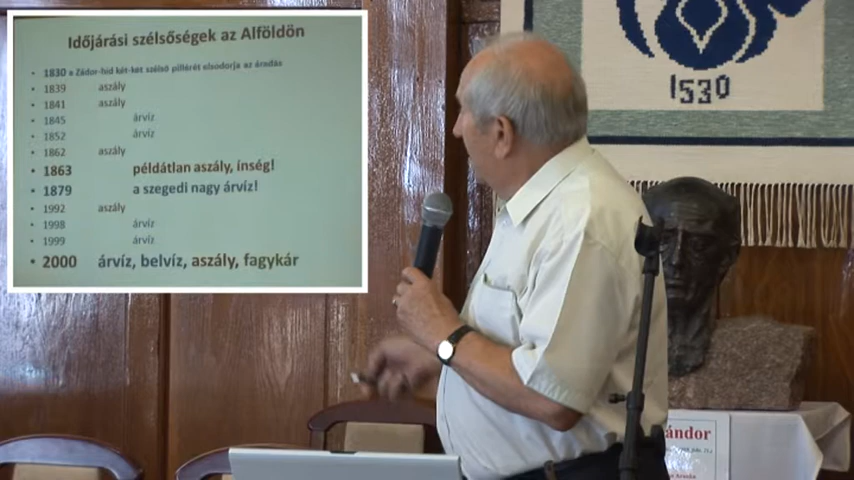 Időjárási szélsőségek az Alföldön
• 1830 a Zádor-híd két-két szélső pillérét elsodorja az áradás
• 1839 aszály
• 1841 aszály
• 1845 árvíz
• 1852 árvíz
• 1862 aszály
• 1863 példátlan aszály, ínség!
• 1879 a szegedi nagy árvíz!
• 1992 aszály
• 1998 árvíz
• 1999 árvíz
• 2000 árvíz, belvíz, aszály, fagykár
1530
ándor